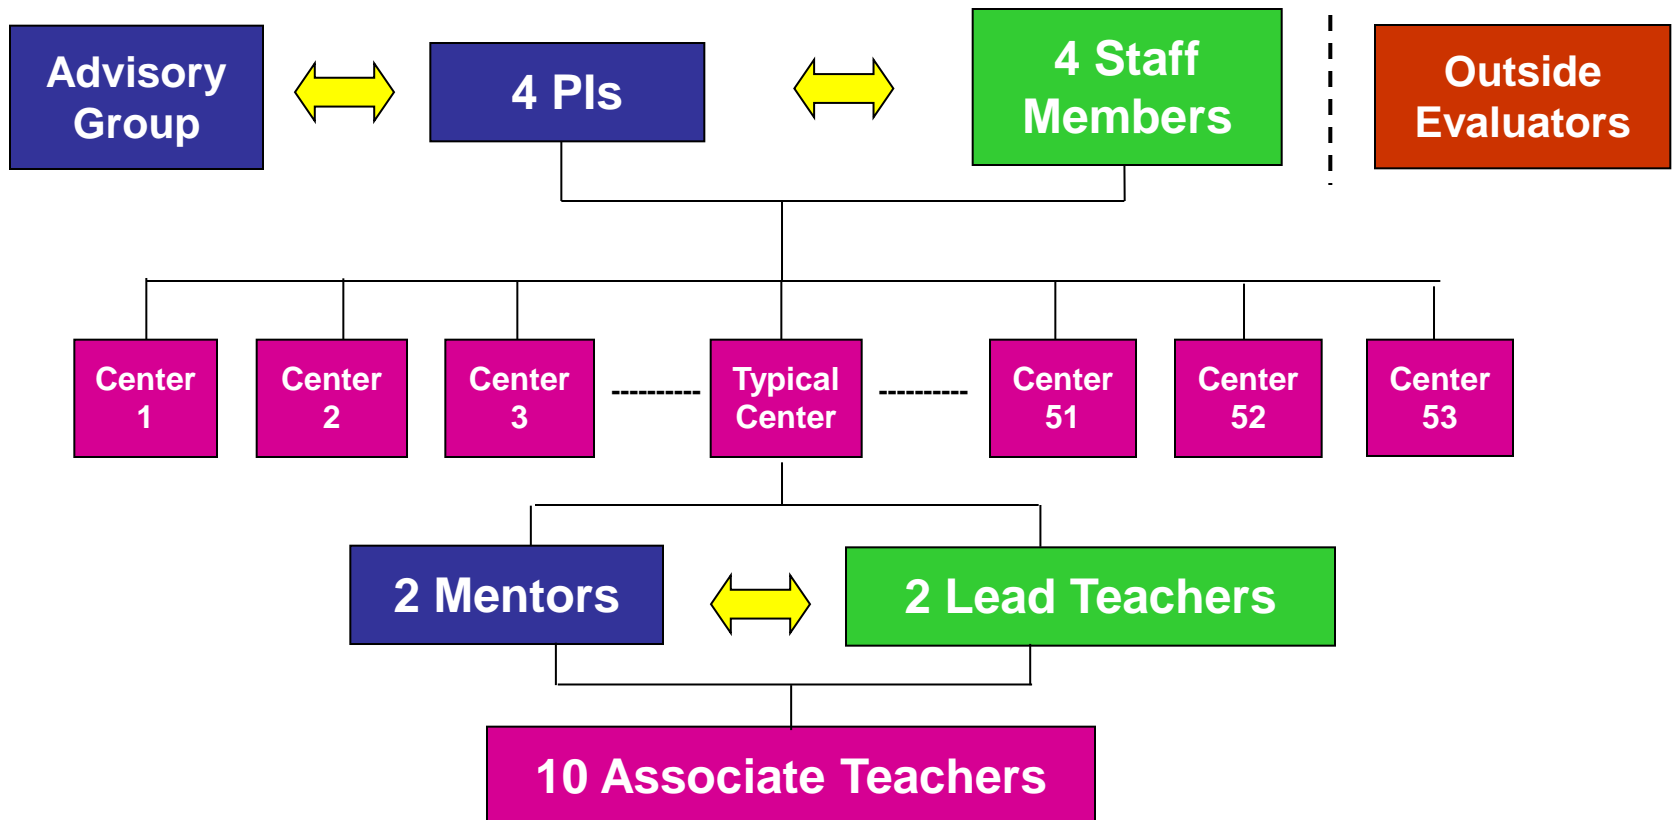 Advisory
Group
4 PIs
4 Staff
Members
Outside
Evaluators
Center
1
Center
2
Center
3
----------
Typical
Center
----------
Center
51
Center
52
Center
53
2 Mentors
2 Lead Teachers
10 Associate Teachers